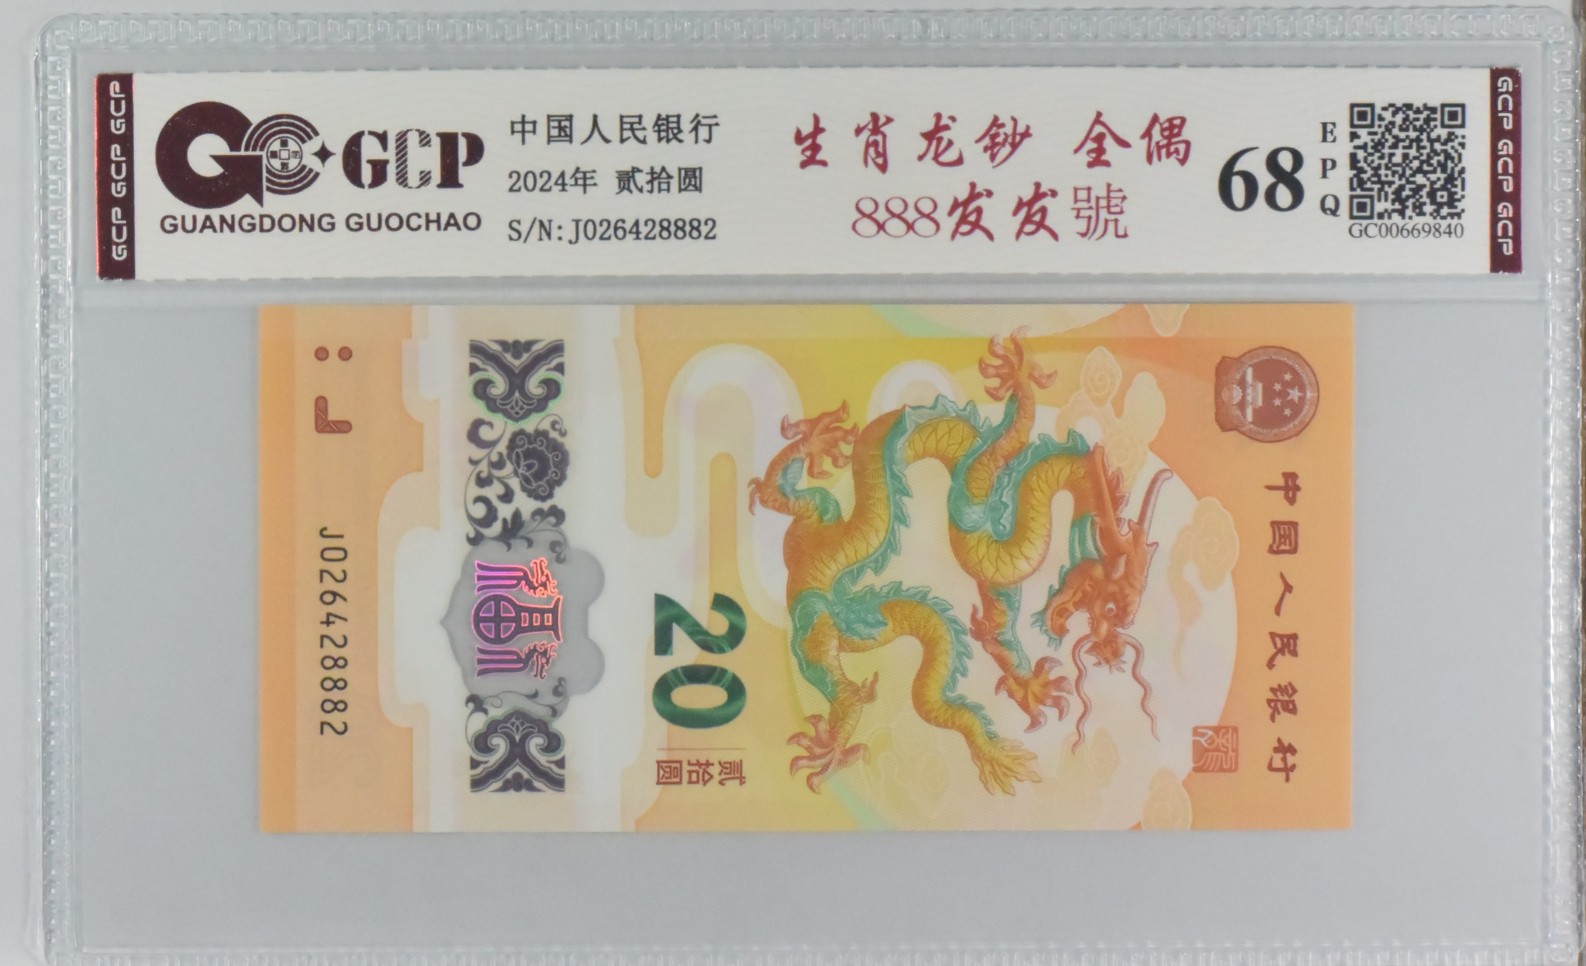 GCP GCP GCP
GCP
GUANGDONG GUOCHAO
中国人民银行
2024年 贰拾圆
S/N:J026428882
生肖龙钞 全偶
888发发號
68
EPQ
GC00669840
GCP GCP GCP
J026428882
20
贰拾圆
中国人民银行